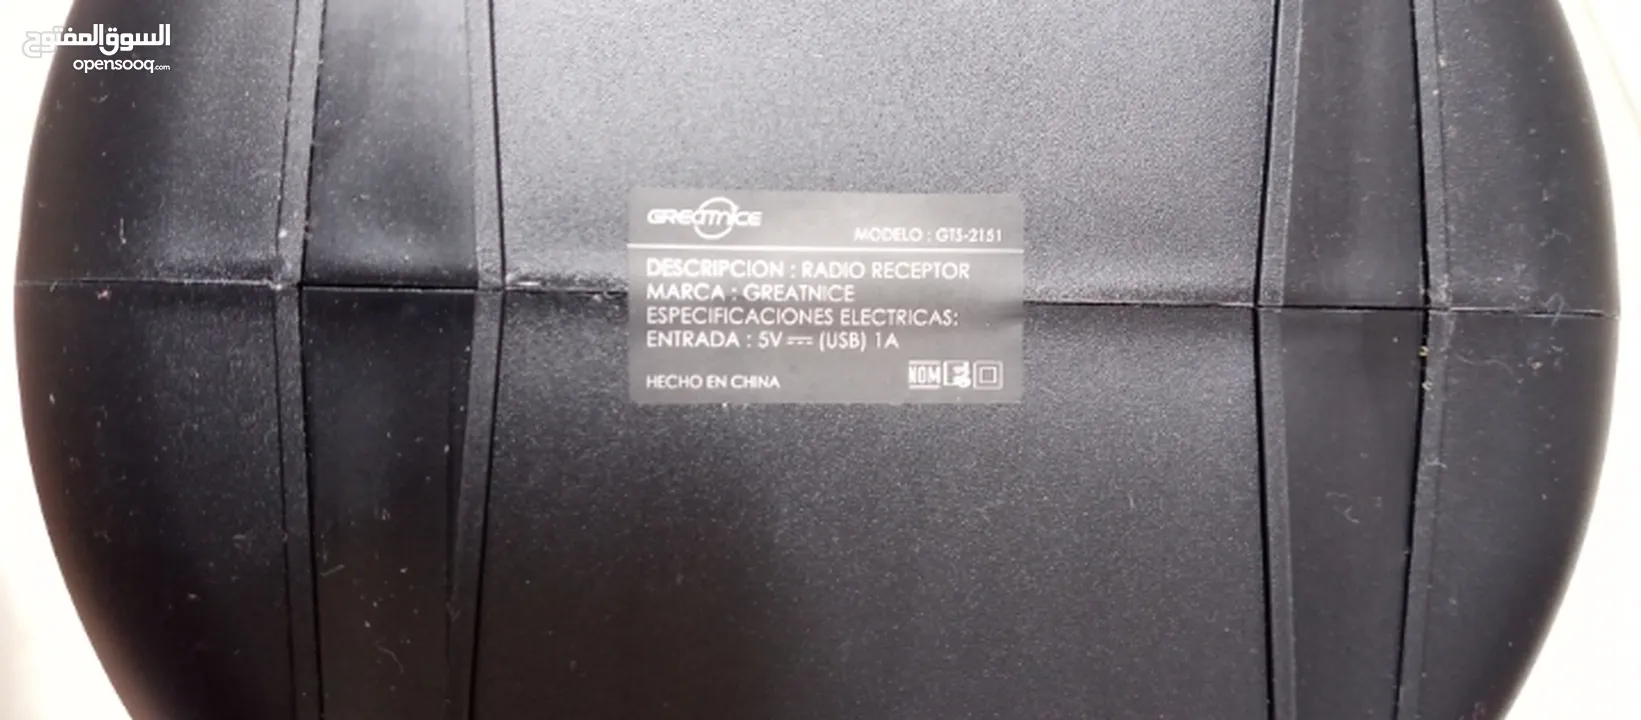 السوق المفتوح
opensooq.com
GREATNICE
MODELO : GTS-2151
DESCRIPCION : RADIO RECEPTOR
MARCA : GREATNICE
ESPECIFICACIONES ELECTRICAS:
ENTRADA : 5V ⎓ (USB) 1A
HECHO EN CHINA
NOM